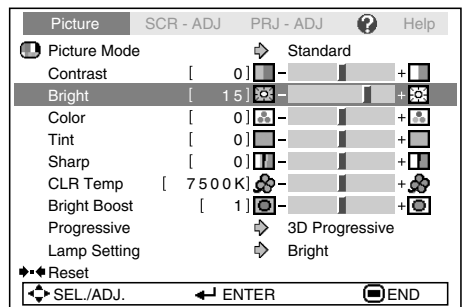 Picture SCR - ADJ PRJ - ADJ ? Help
Picture Mode Standard
Contrast [ 0] - +
Bright [ 15] - +
Color [ 0] - +
Tint [ 0] - +
Sharp [ 0] - +
CLR Temp [ 7500K] - +
Bright Boost [ 1] - +
Progressive 3D Progressive
Lamp Setting Bright
Reset
SEL./ADJ. ENTER END